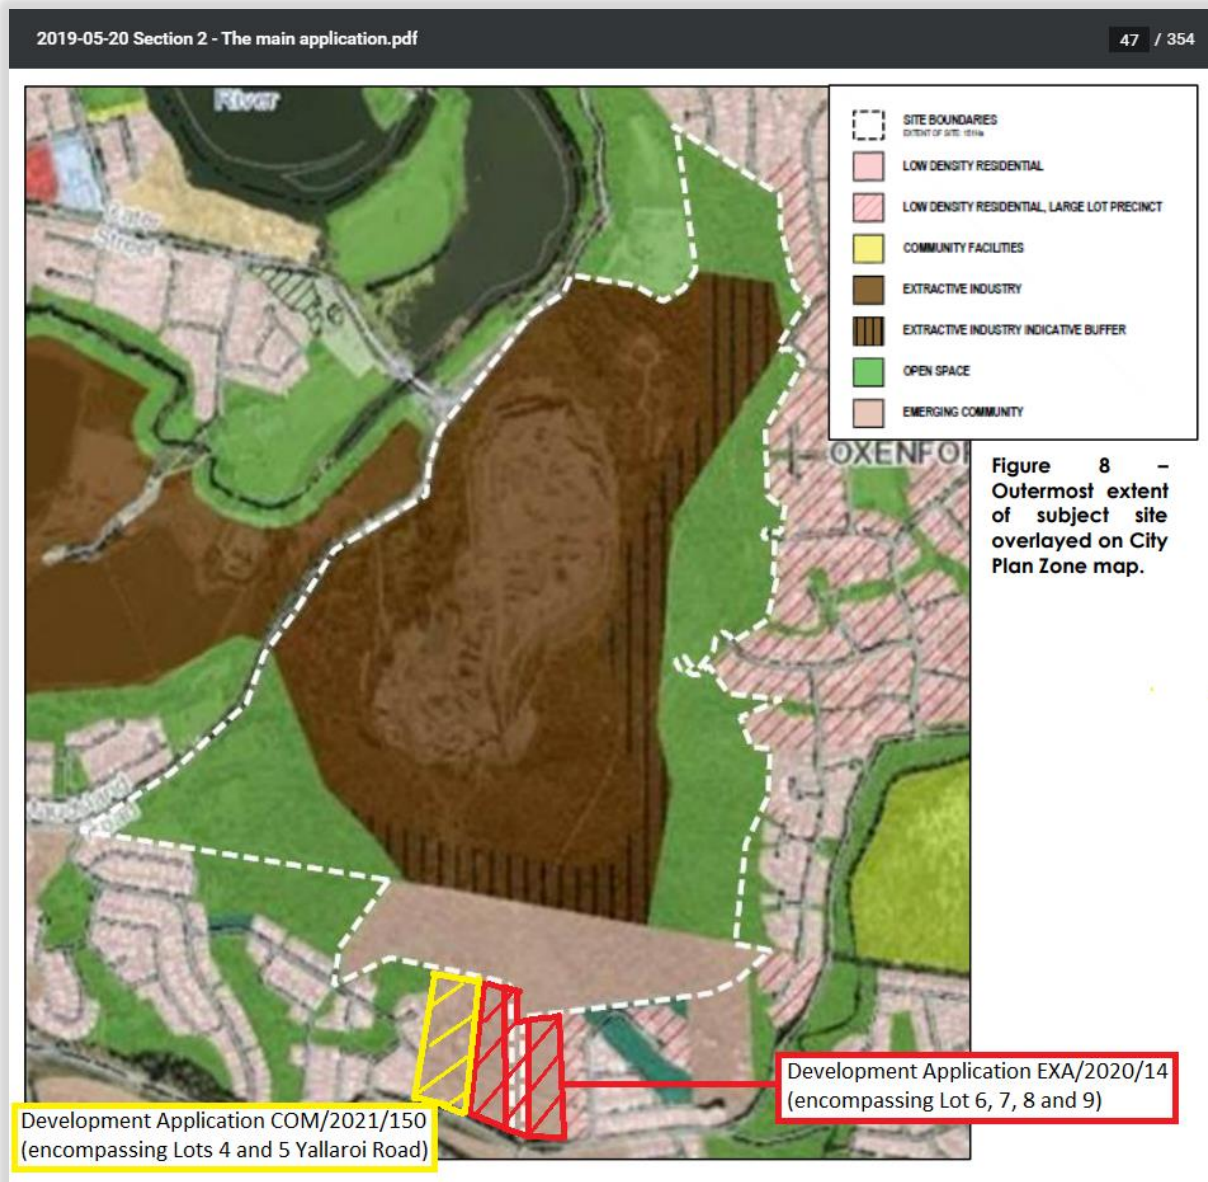 2019-05-20 Section 2 - The main application.pdf
47 / 354
River
Street
SITE BOUNDARIES
LOW DENSITY RESIDENTIAL
LOW DENSITY RESIDENTIAL, LARGE LOT PRECINCT
COMMUNITY FACILITIES
EXTRACTIVE INDUSTRY
EXTRACTIVE INDUSTRY INDICATIVE BUFFER
OPEN SPACE
EMERGING COMMUNITY
OXENFOR
Figure 8 –
Outermost extent
of subject site
overlayed on City
Plan Zone map.
Development Application EXA/2020/14
(encompassing Lot 6, 7, 8 and 9)
Development Application COM/2021/150
(encompassing Lots 4 and 5 Yallaroi Road)